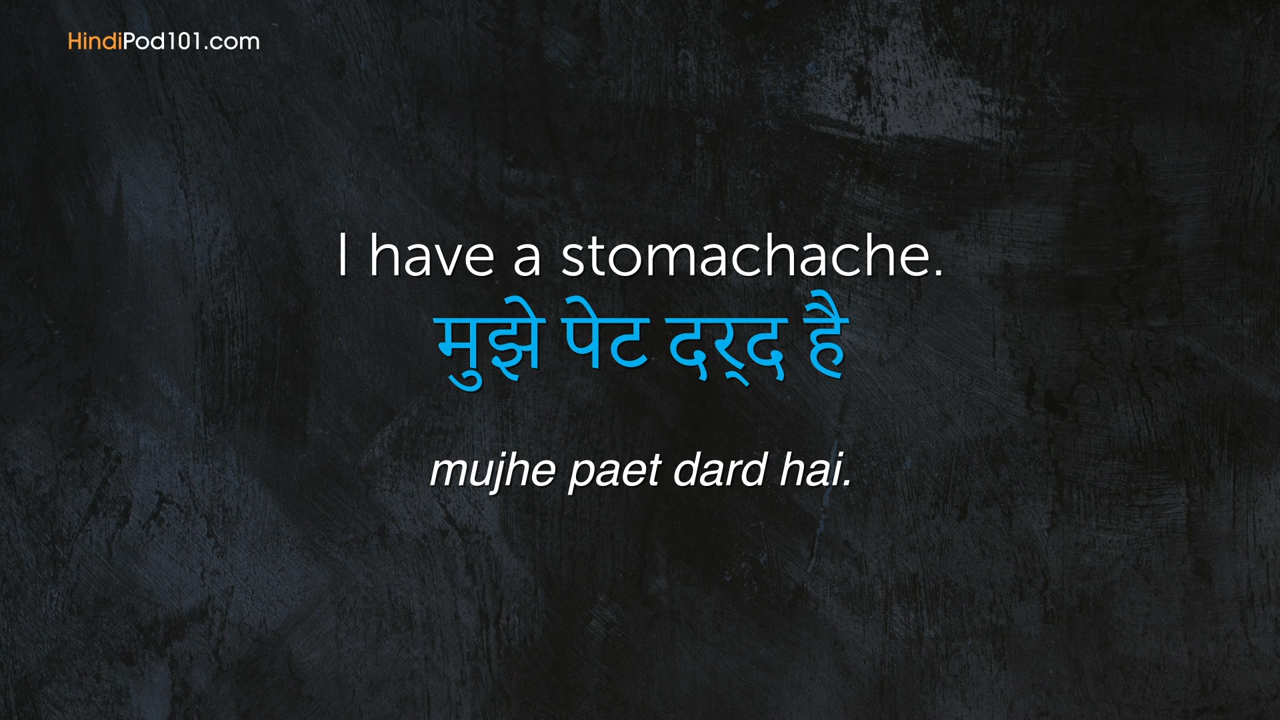 HindiPod101.com
I have a stomachache.
मुझे पेट दर्‌द है
mujhe paet dard hai.